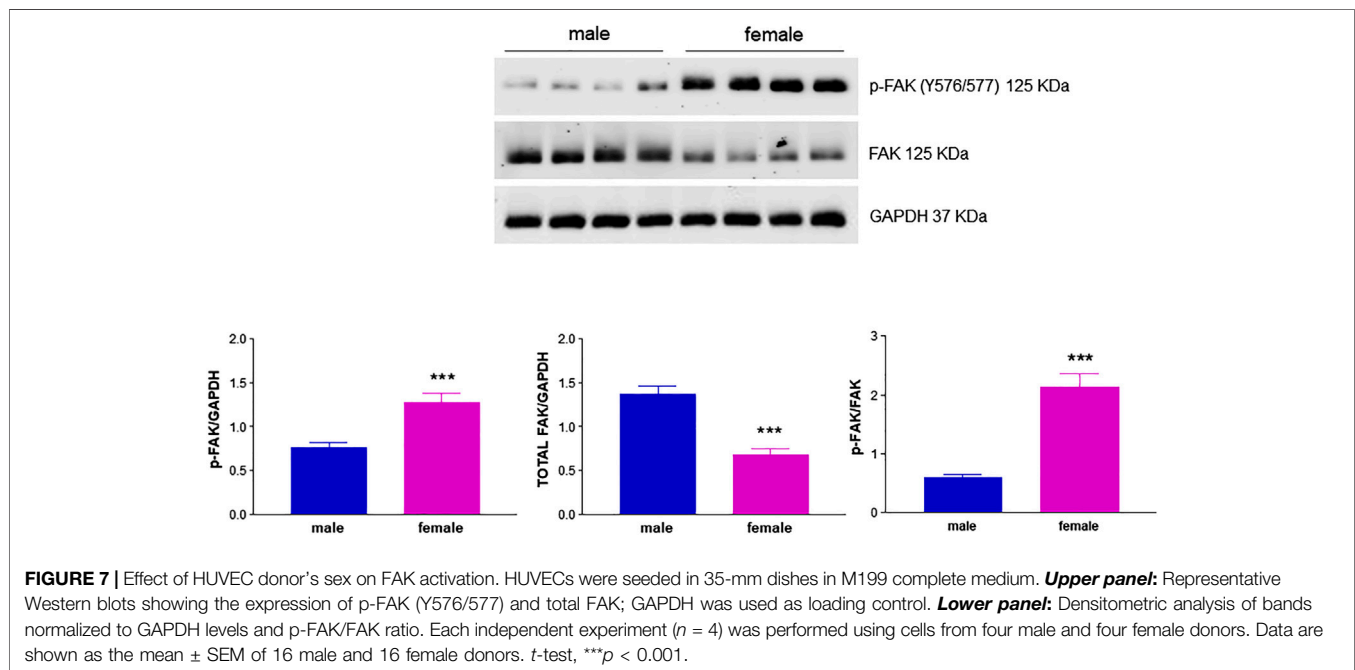 male female
p-FAK (Y576/577) 125 KDa
FAK 125 KDa
GAPDH 37 KDa
p-FAK/GAPDH
2.0
1.5
1.0
0.5
0.0
***
male female
TOTAL FAK/GAPDH
2.0
1.5
1.0
0.5
0.0
***
male female
p-FAK/FAK
3
2
1
0
***
male female
FIGURE 7 | Effect of HUVEC donor's sex on FAK activation. HUVECs were seeded in 35-mm dishes in M199 complete medium. Upper panel: Representative
Western blots showing the expression of p-FAK (Y576/577) and total FAK; GAPDH was used as loading control. Lower panel: Densitometric analysis of bands
normalized to GAPDH levels and p-FAK/FAK ratio. Each independent experiment (n = 4) was performed using cells from four male and four female donors. Data are
shown as the mean ± SEM of 16 male and 16 female donors. t-test, ***p < 0.001.